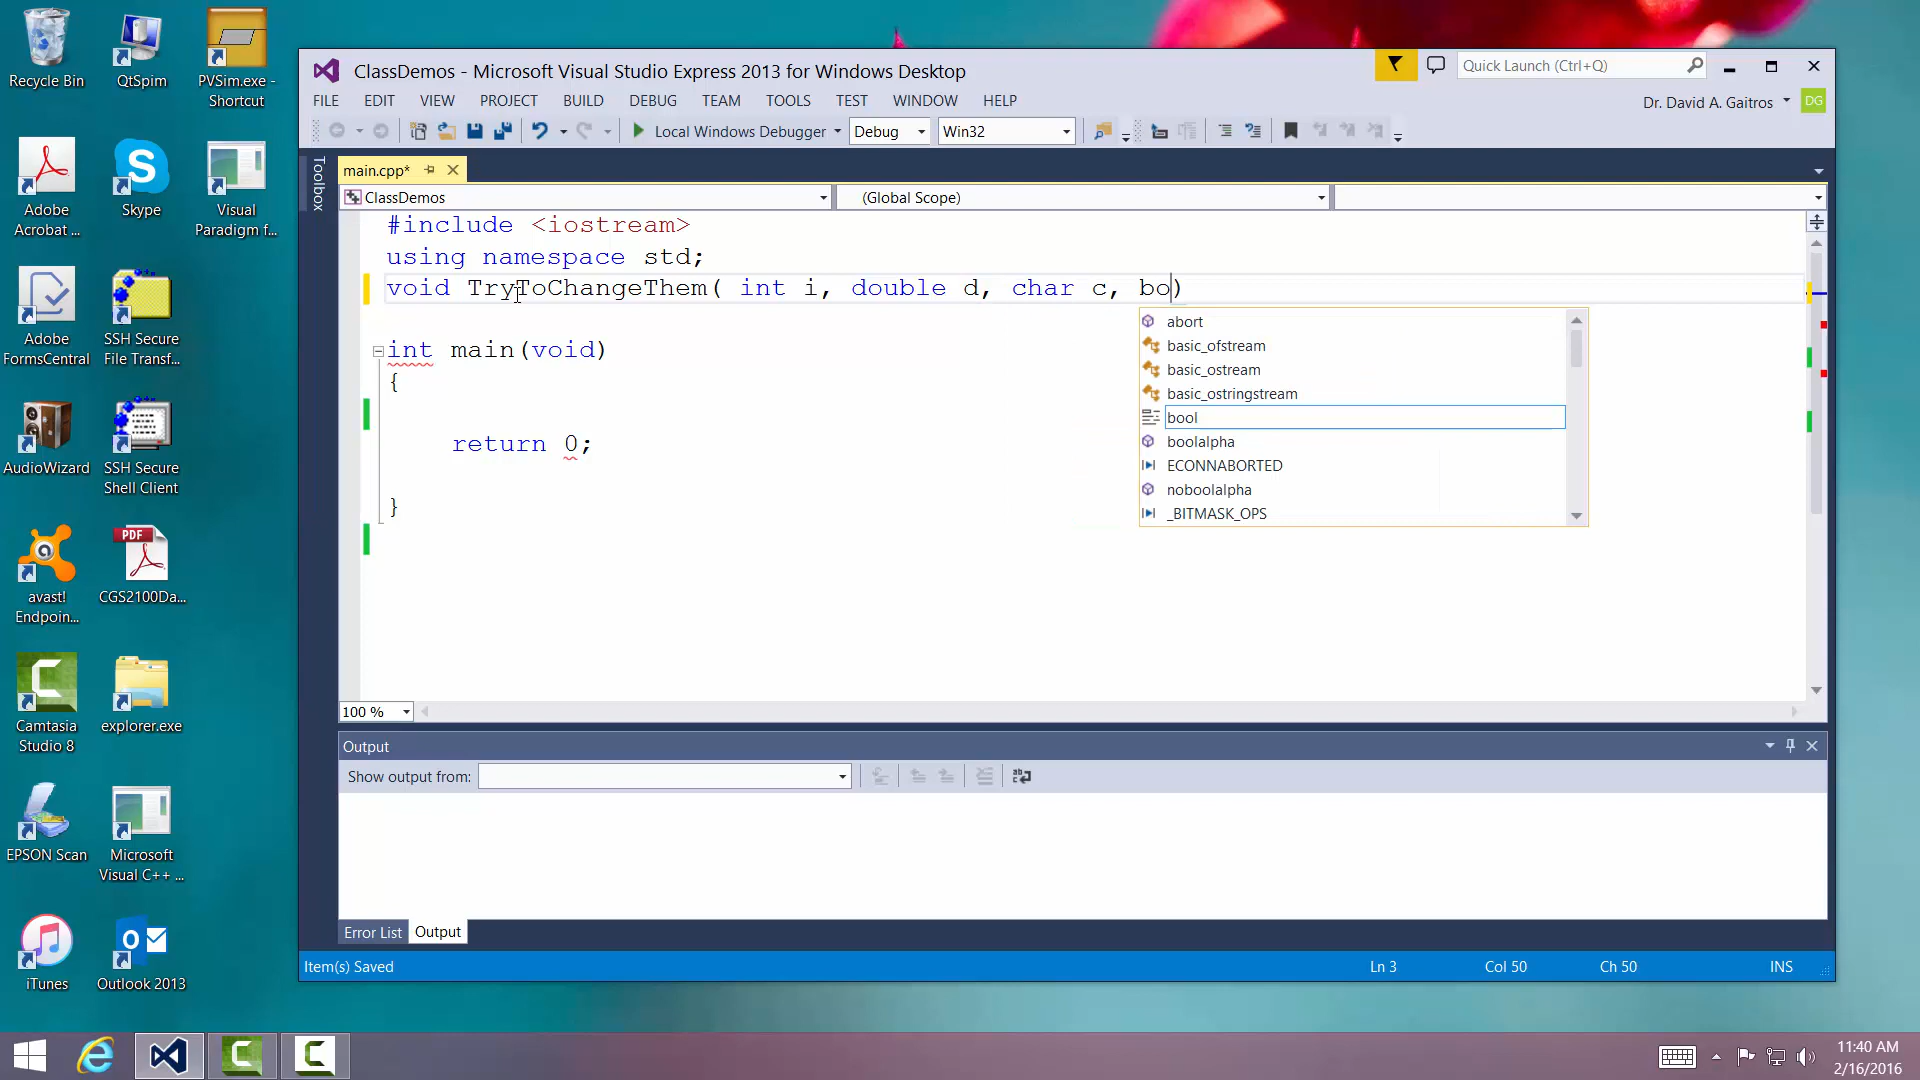 Recycle Bin
QtSpim
PVSim.exe -
Shortcut
Adobe
Acrobat ...
Skype
Visual
Paradigm f...
Adobe
FormsCentral
SSH Secure
File Transf...
AudioWizard
SSH Secure
Shell Client
avast!
Endpoin...
PDF
CGS2100Da...
Camtasia
Studio 8
explorer.exe
EPSON Scan
Microsoft
Visual C++ ...
iTunes
Outlook 2013
ClassDemos - Microsoft Visual Studio Express 2013 for Windows Desktop
Quick Launch (Ctrl+Q)
FILE EDIT VIEW PROJECT BUILD DEBUG TEAM TOOLS TEST WINDOW HELP
Dr. David A. Gaitros DG
Local Windows Debugger Debug Win32
Toolbox
main.cpp*
ClassDemos (Global Scope)
#include <iostream>
using namespace std;
void TryToChangeThem( int i, double d, char c, bo)
int main(void)
{
return 0;
}
abort
basic_ofstream
basic_ostream
basic_ostringstream
bool
boolalpha
ECONNABORTED
noboolalpha
_BITMASK_OPS
100 %
Output
Show output from:
Error List Output
Item(s) Saved Ln 3 Col 50 Ch 50 INS
11:40 AM
2/16/2016